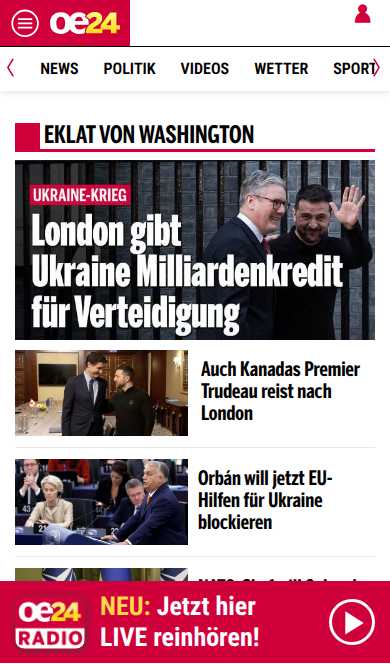 oe24
NEWS POLITIK VIDEOS WETTER SPORT
EKLAT VON WASHINGTON
UKRAINE-KRIEG
London gibt
Ukraine Milliardenkredit
für Verteidigung
Auch Kanadas Premier
Trudeau reist nach
London
Orbán will jetzt EU-
Hilfen für Ukraine
blockieren
oe24
RADIO
NEU: Jetzt hier
LIVE reinhören!